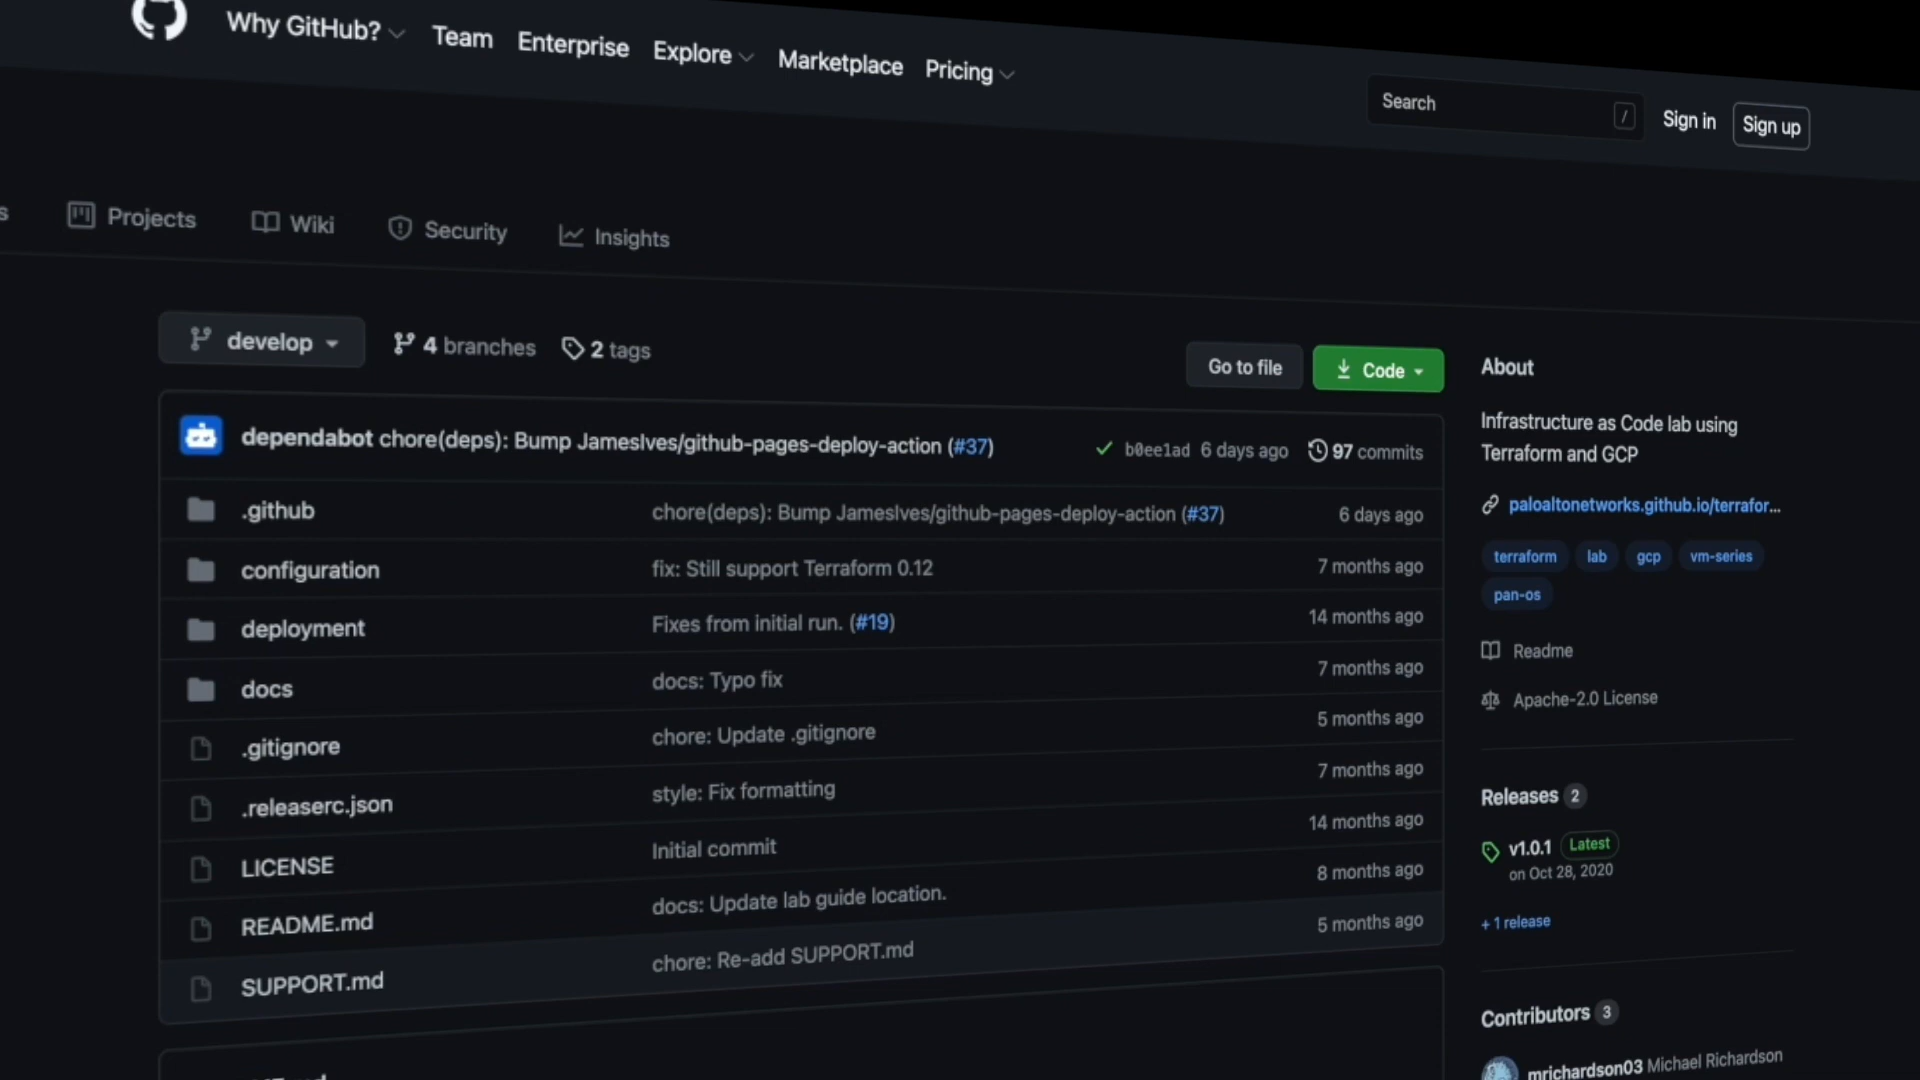 Why GitHub? Team Enterprise Explore Marketplace Pricing
Search / Sign in Sign up
Projects Wiki Security Insights
develop 4 branches 2 tags Go to file Code
dependabot chore(deps): Bump JamesIves/github-pages-deploy-action (#37) b0ee1ad 6 days ago 97 commits
.github chore(deps): Bump JamesIves/github-pages-deploy-action (#37) 6 days ago
configuration fix: Still support Terraform 0.12 7 months ago
deployment Fixes from initial run. (#19) 14 months ago
docs docs: Typo fix 7 months ago
.gitignore chore: Update .gitignore 5 months ago
.releaserc.json style: Fix formatting 7 months ago
LICENSE Initial commit 14 months ago
README.md docs: Update lab guide location. 8 months ago
SUPPORT.md chore: Re-add SUPPORT.md 5 months ago
About
Infrastructure as Code lab using
Terraform and GCP
paloaltonetworks.github.io/terrafor...
terraform lab gcp vm-series
pan-os
Readme
Apache-2.0 License
Releases 2
v1.0.1 Latest
on Oct 28, 2020
+ 1 release
Contributors 3
mrichardson03 Michael Richardson